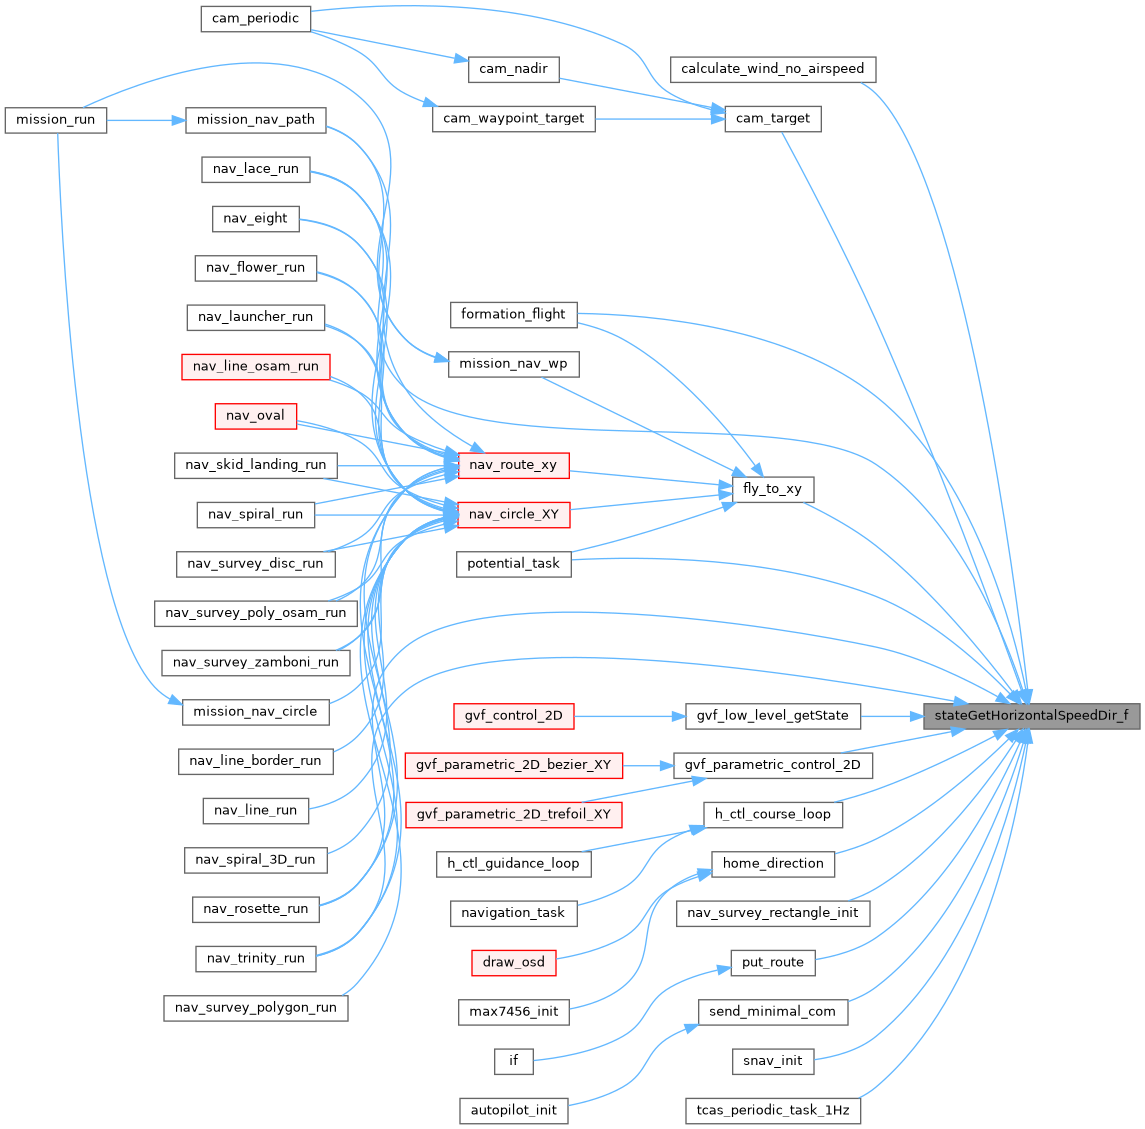 cam_periodic
cam_nadir
calculate_wind_no_airspeed
mission_run
mission_nav_path
cam_waypoint_target
cam_target
nav_lace_run
nav_eight
nav_flower_run
nav_launcher_run
formation_flight
nav_line_osam_run
mission_nav_wp
nav_oval
nav_skid_landing_run
nav_route_xy
fly_to_xy
nav_spiral_run
nav_circle_XY
nav_survey_disc_run
potential_task
nav_survey_poly_osam_run
nav_survey_zamboni_run
mission_nav_circle
gvf_control_2D
gvf_low_level_getState
stateGetHorizontalSpeedDir_f
nav_line_border_run
gvf_parametric_2D_bezier_XY
gvf_parametric_control_2D
nav_line_run
gvf_parametric_2D_trefoil_XY
h_ctl_course_loop
nav_spiral_3D_run
h_ctl_guidance_loop
home_direction
nav_rosette_run
navigation_task
nav_survey_rectangle_init
nav_trinity_run
draw_osd
put_route
nav_survey_polygon_run
max7456_init
send_minimal_com
if
snav_init
autopilot_init
tcas_periodic_task_1Hz